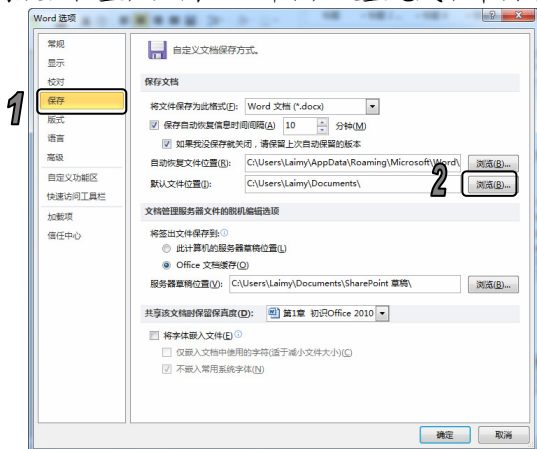 Word 选项
常规
显示
校对
保存
版式
语言
高级
自定义功能区
快速访问工具栏
加载项
信任中心
1
自定义文档保存方式。
保存文档
将文件保存为此格式(F): Word 文档 (*.docx)
保存自动恢复信息时间间隔(A) 10 分钟(M)
如果我没保存就关闭，请保留上次自动保留的版本
自动恢复文件位置(R): C:\Users\Laimy\AppData\Roaming\Microsoft\Word\ 浏览(B)...
默认文件位置(I): C:\Users\Laimy\Documents\ 2 浏览(B)...
文档管理服务器文件的脱机编辑选项
将签出文件保存到:
此计算机的服务器草稿位置(L)
Office 文档缓存(O)
服务器草稿位置(V): C:\Users\Laimy\Documents\SharePoint 草稿\ 浏览(B)...
共享该文档时保留保真度(D): 第1章 初识Office 2010
将字体嵌入文件(E)
仅嵌入文档中使用的字符(适于减小文件大小)(C)
不嵌入常用系统字体(N)
确定 取消